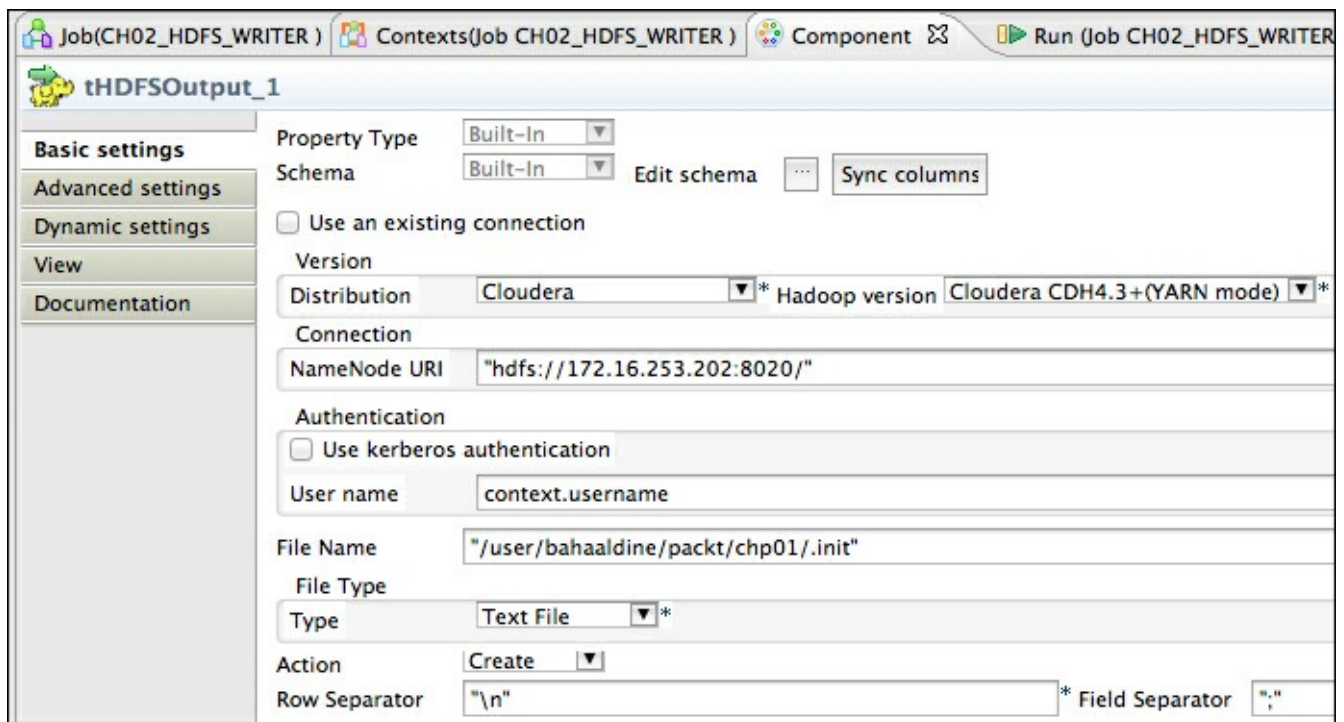 Job(CH02_HDFS_WRITER ) Contexts(Job CH02_HDFS_WRITER ) Component Run (Job CH02_HDFS_WRITER
tHDFSOutput_1
Basic settings
Advanced settings
Dynamic settings
View
Documentation
Property Type Built-In
Schema Built-In Edit schema ... Sync columns
Use an existing connection
Version
Distribution Cloudera * Hadoop version Cloudera CDH4.3+(YARN mode) *
Connection
NameNode URI "hdfs://172.16.253.202:8020/"
Authentication
Use kerberos authentication
User name context.username
File Name "/user/bahaaldine/packt/chp01/.init"
File Type
Type Text File *
Action Create
Row Separator "\n" * Field Separator ";"